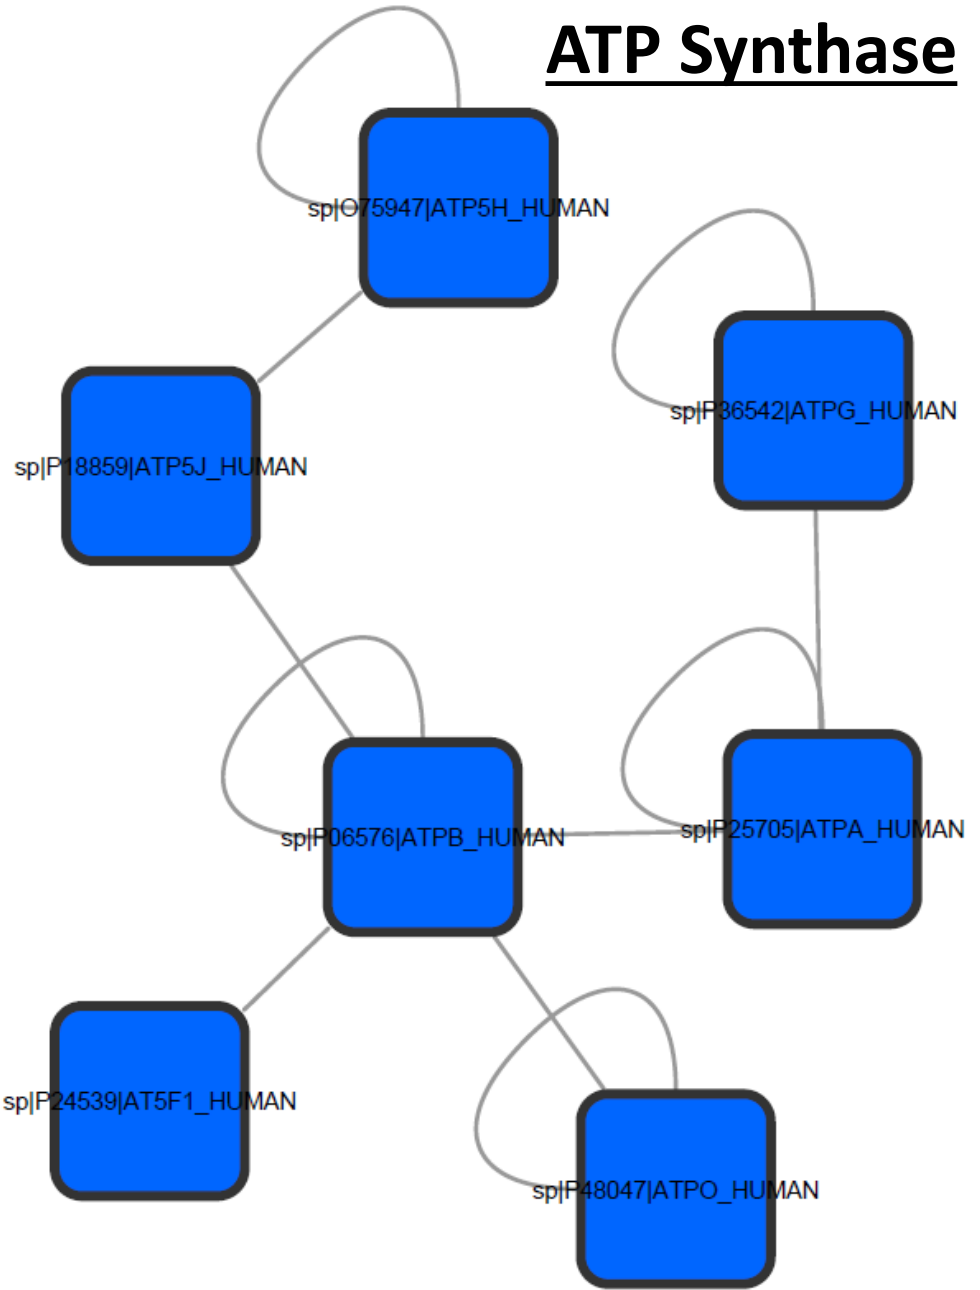 ATP Synthase
sp|O75947|ATP5H_HUMAN
sp|P36542|ATPG_HUMAN
sp|P18859|ATP5J_HUMAN
sp|P06576|ATPB_HUMAN
sp|P25705|ATPA_HUMAN
sp|P24539|AT5F1_HUMAN
sp|P48047|ATPO_HUMAN